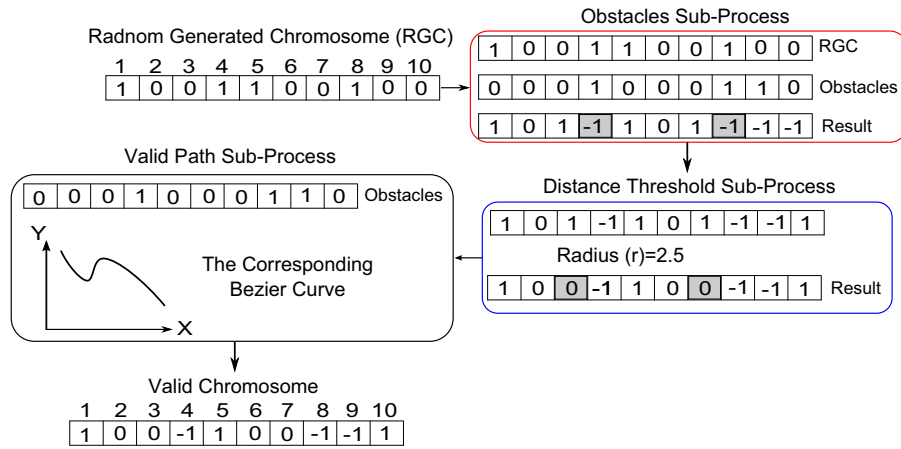 Obstacles Sub-Process
Radnom Generated Chromosome (RGC)
1 2 3 4 5 6 7 8 9 10
1 0 0 1 1 0 0 1 0 0
1 0 0 1 1 0 0 1 0 0 RGC
0 0 0 1 0 0 0 1 1 0 Obstacles
1 0 1 -1 1 0 1 -1 -1 -1 Result
Valid Path Sub-Process
0 0 0 1 0 0 0 1 1 0 Obstacles
Y
The Corresponding
Bezier Curve
X
Distance Threshold Sub-Process
1 0 1 -1 1 0 1 -1 -1 1
Radius (r)=2.5
1 0 0 -1 1 0 0 -1 -1 1 Result
Valid Chromosome
1 2 3 4 5 6 7 8 9 10
1 0 0 -1 1 0 0 -1 -1 1